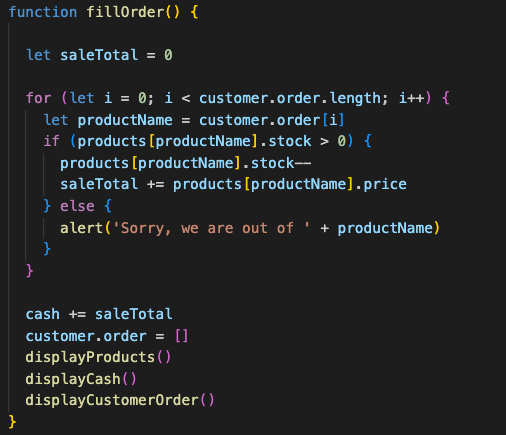 function fillOrder() {
let saleTotal = 0
for (let i = 0; i < customer.order.length; i++) {
let productName = customer.order[i]
if (products[productName].stock > 0) {
products[productName].stock--
saleTotal += products[productName].price
} else {
alert('Sorry, we are out of ' + productName)
}
}
cash += saleTotal
customer.order = []
displayProducts()
displayCash()
displayCustomerOrder()
}